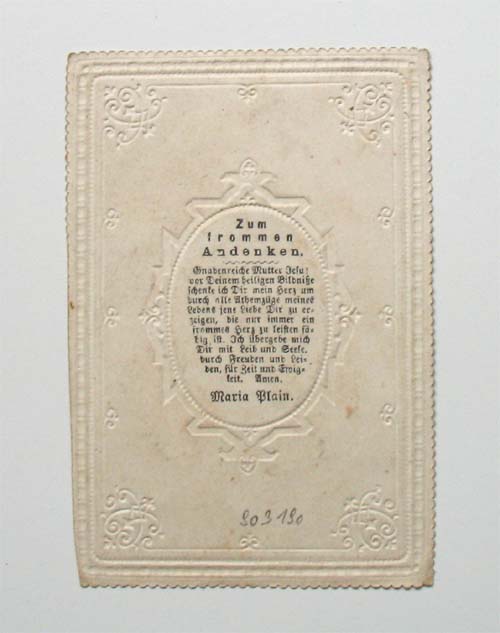 Zum
frommen
Andenken.
Gnadenreiche Mutter Jesu!
vor Deinem heiligen Bildniße
schenke ich Dir mein Herz um
durch alle Athemzüge meines
Lebens jene Liebe Dir zu er-
zeigen, die nur immer ein
frommes Herz zu leisten fä-
hig ist. Ich übergebe mich
Dir mit Leib und Seele,
durch Freuden und Lei-
den, für Zeit und Ewig-
keit. Amen.
Maria Plain.
903190